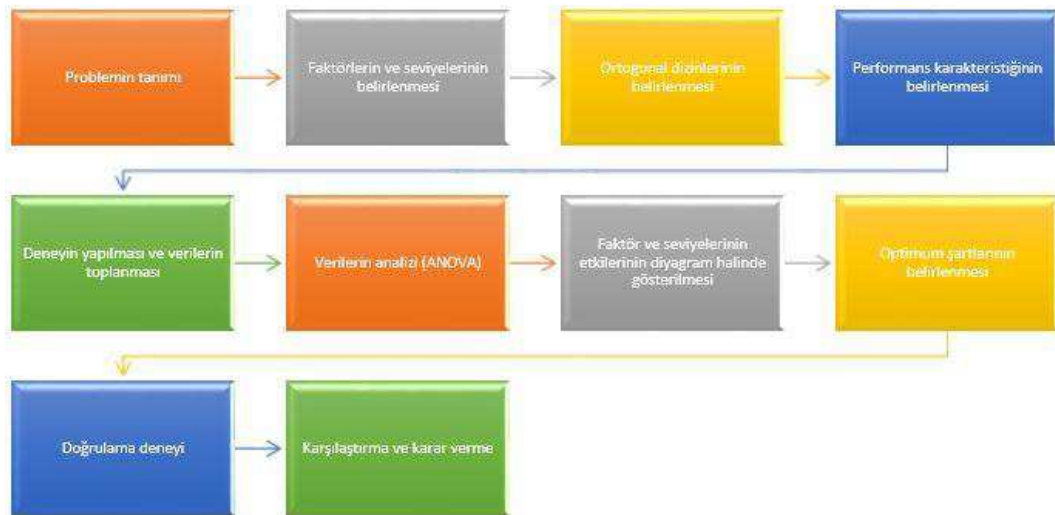 Problemin tanımı
Faktörlerin ve seviyelerinin
belirlenmesi
Ortogonal dizinlerinin
belirlenmesi
Performans karakteristiğinin
belirlenmesi
Deneyin yapılması ve verilerin
toplanması
Verilerin analizi (ANOVA)
Faktör ve seviyelerinin
etkilerinin diyagram halinde
gösterilmesi
Optimum şartlarının
belirlenmesi
Doğrulama deneyi
Karşılaştırma ve karar verme